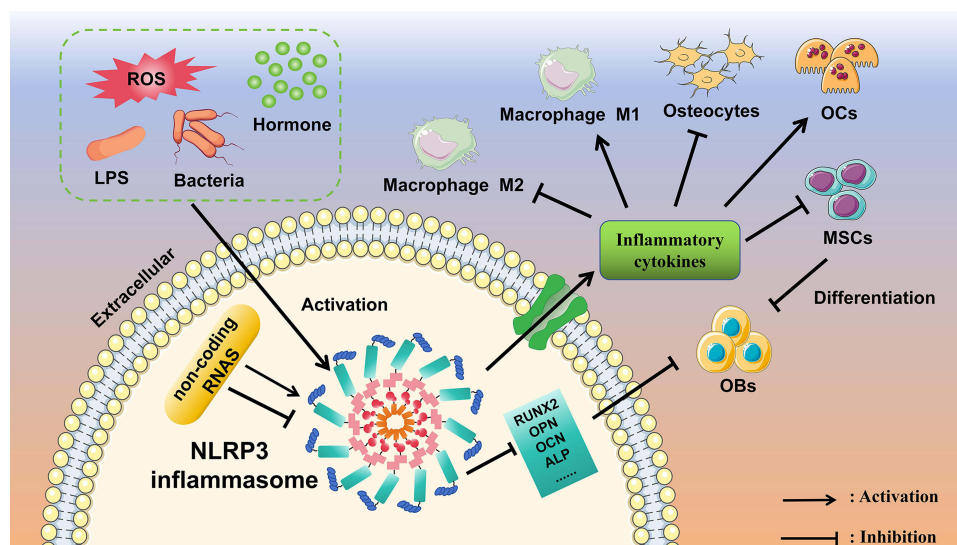 ROS
Hormone
LPS
Bacteria
Macrophage M1
Osteocytes
OCs
Macrophage M2
Inflammatory
cytokines
MSCs
Extracellular
Activation
Differentiation
non-coding
RNAS
OBs
NLRP3
inflammasome
RUNX2
OPN
OCN
ALP
......
: Activation
: Inhibition